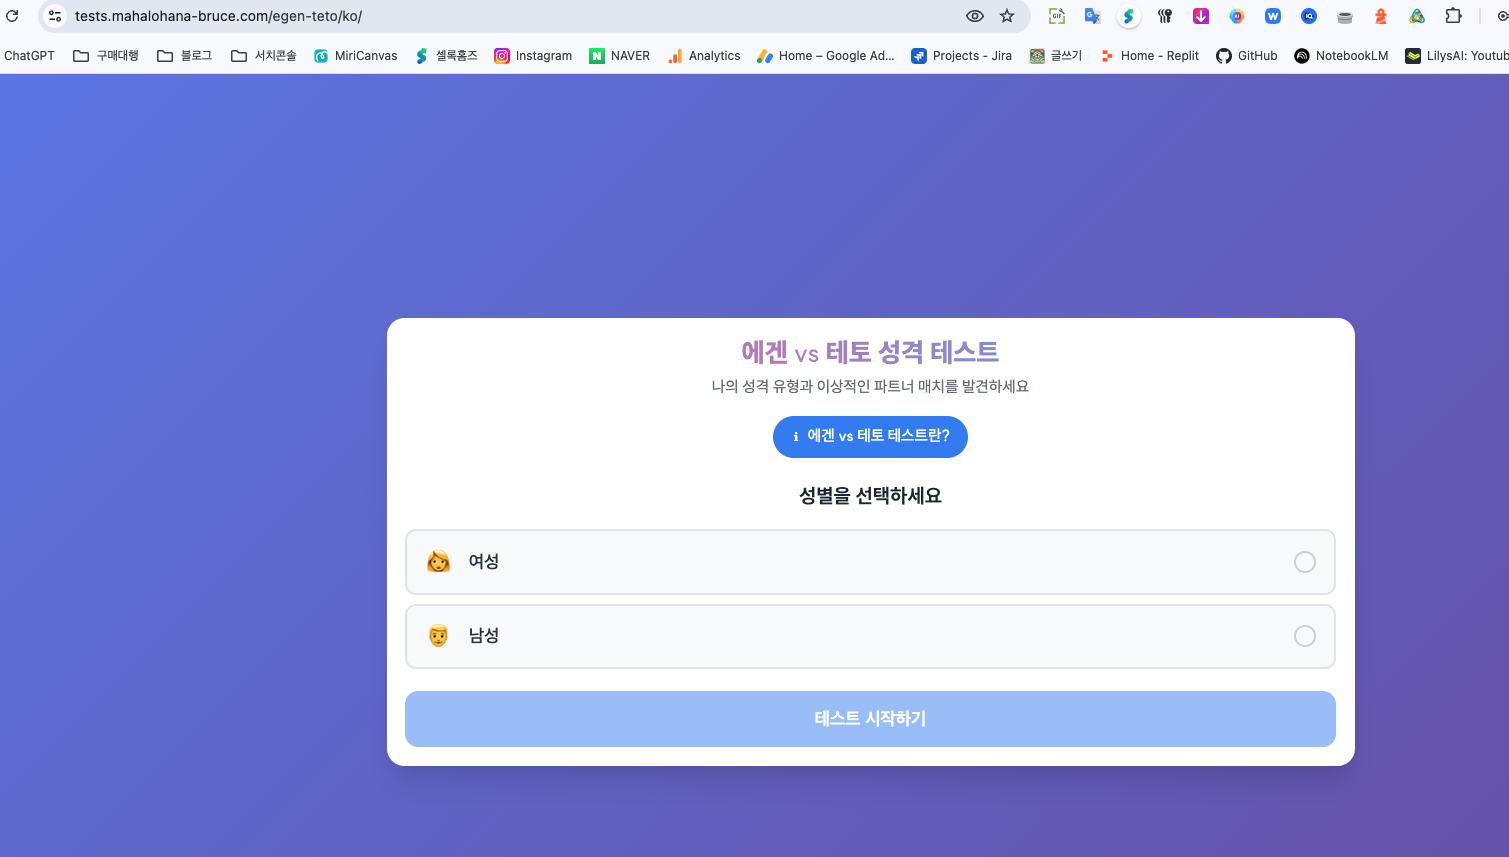 tests.mahalohana-bruce.com/egen-teto/ko/
ChatGPT 구매대행 블로그 서치콘솔 MiriCanvas 셀록홈즈 Instagram NAVER Analytics Home – Google Ad... Projects - Jira 글쓰기 Home - Replit GitHub NotebookLM LilysAI: Youtub
에겐 vs 테토 성격 테스트
나의 성격 유형과 이상적인 파트너 매치를 발견하세요
i 에겐 vs 테토 테스트란?
성별을 선택하세요
여성
남성
테스트 시작하기